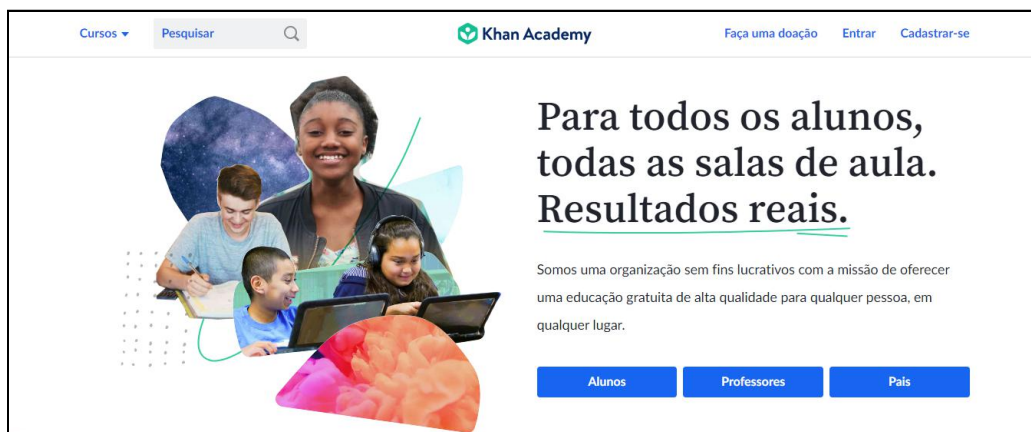 Cursos
Pesquisar
Khan Academy
Faça uma doação
Entrar
Cadastrar-se
Para todos os alunos,
todas as salas de aula.
Resultados reais.
Somos uma organização sem fins lucrativos com a missão de oferecer
uma educação gratuita de alta qualidade para qualquer pessoa, em
qualquer lugar.
Alunos
Professores
Pais